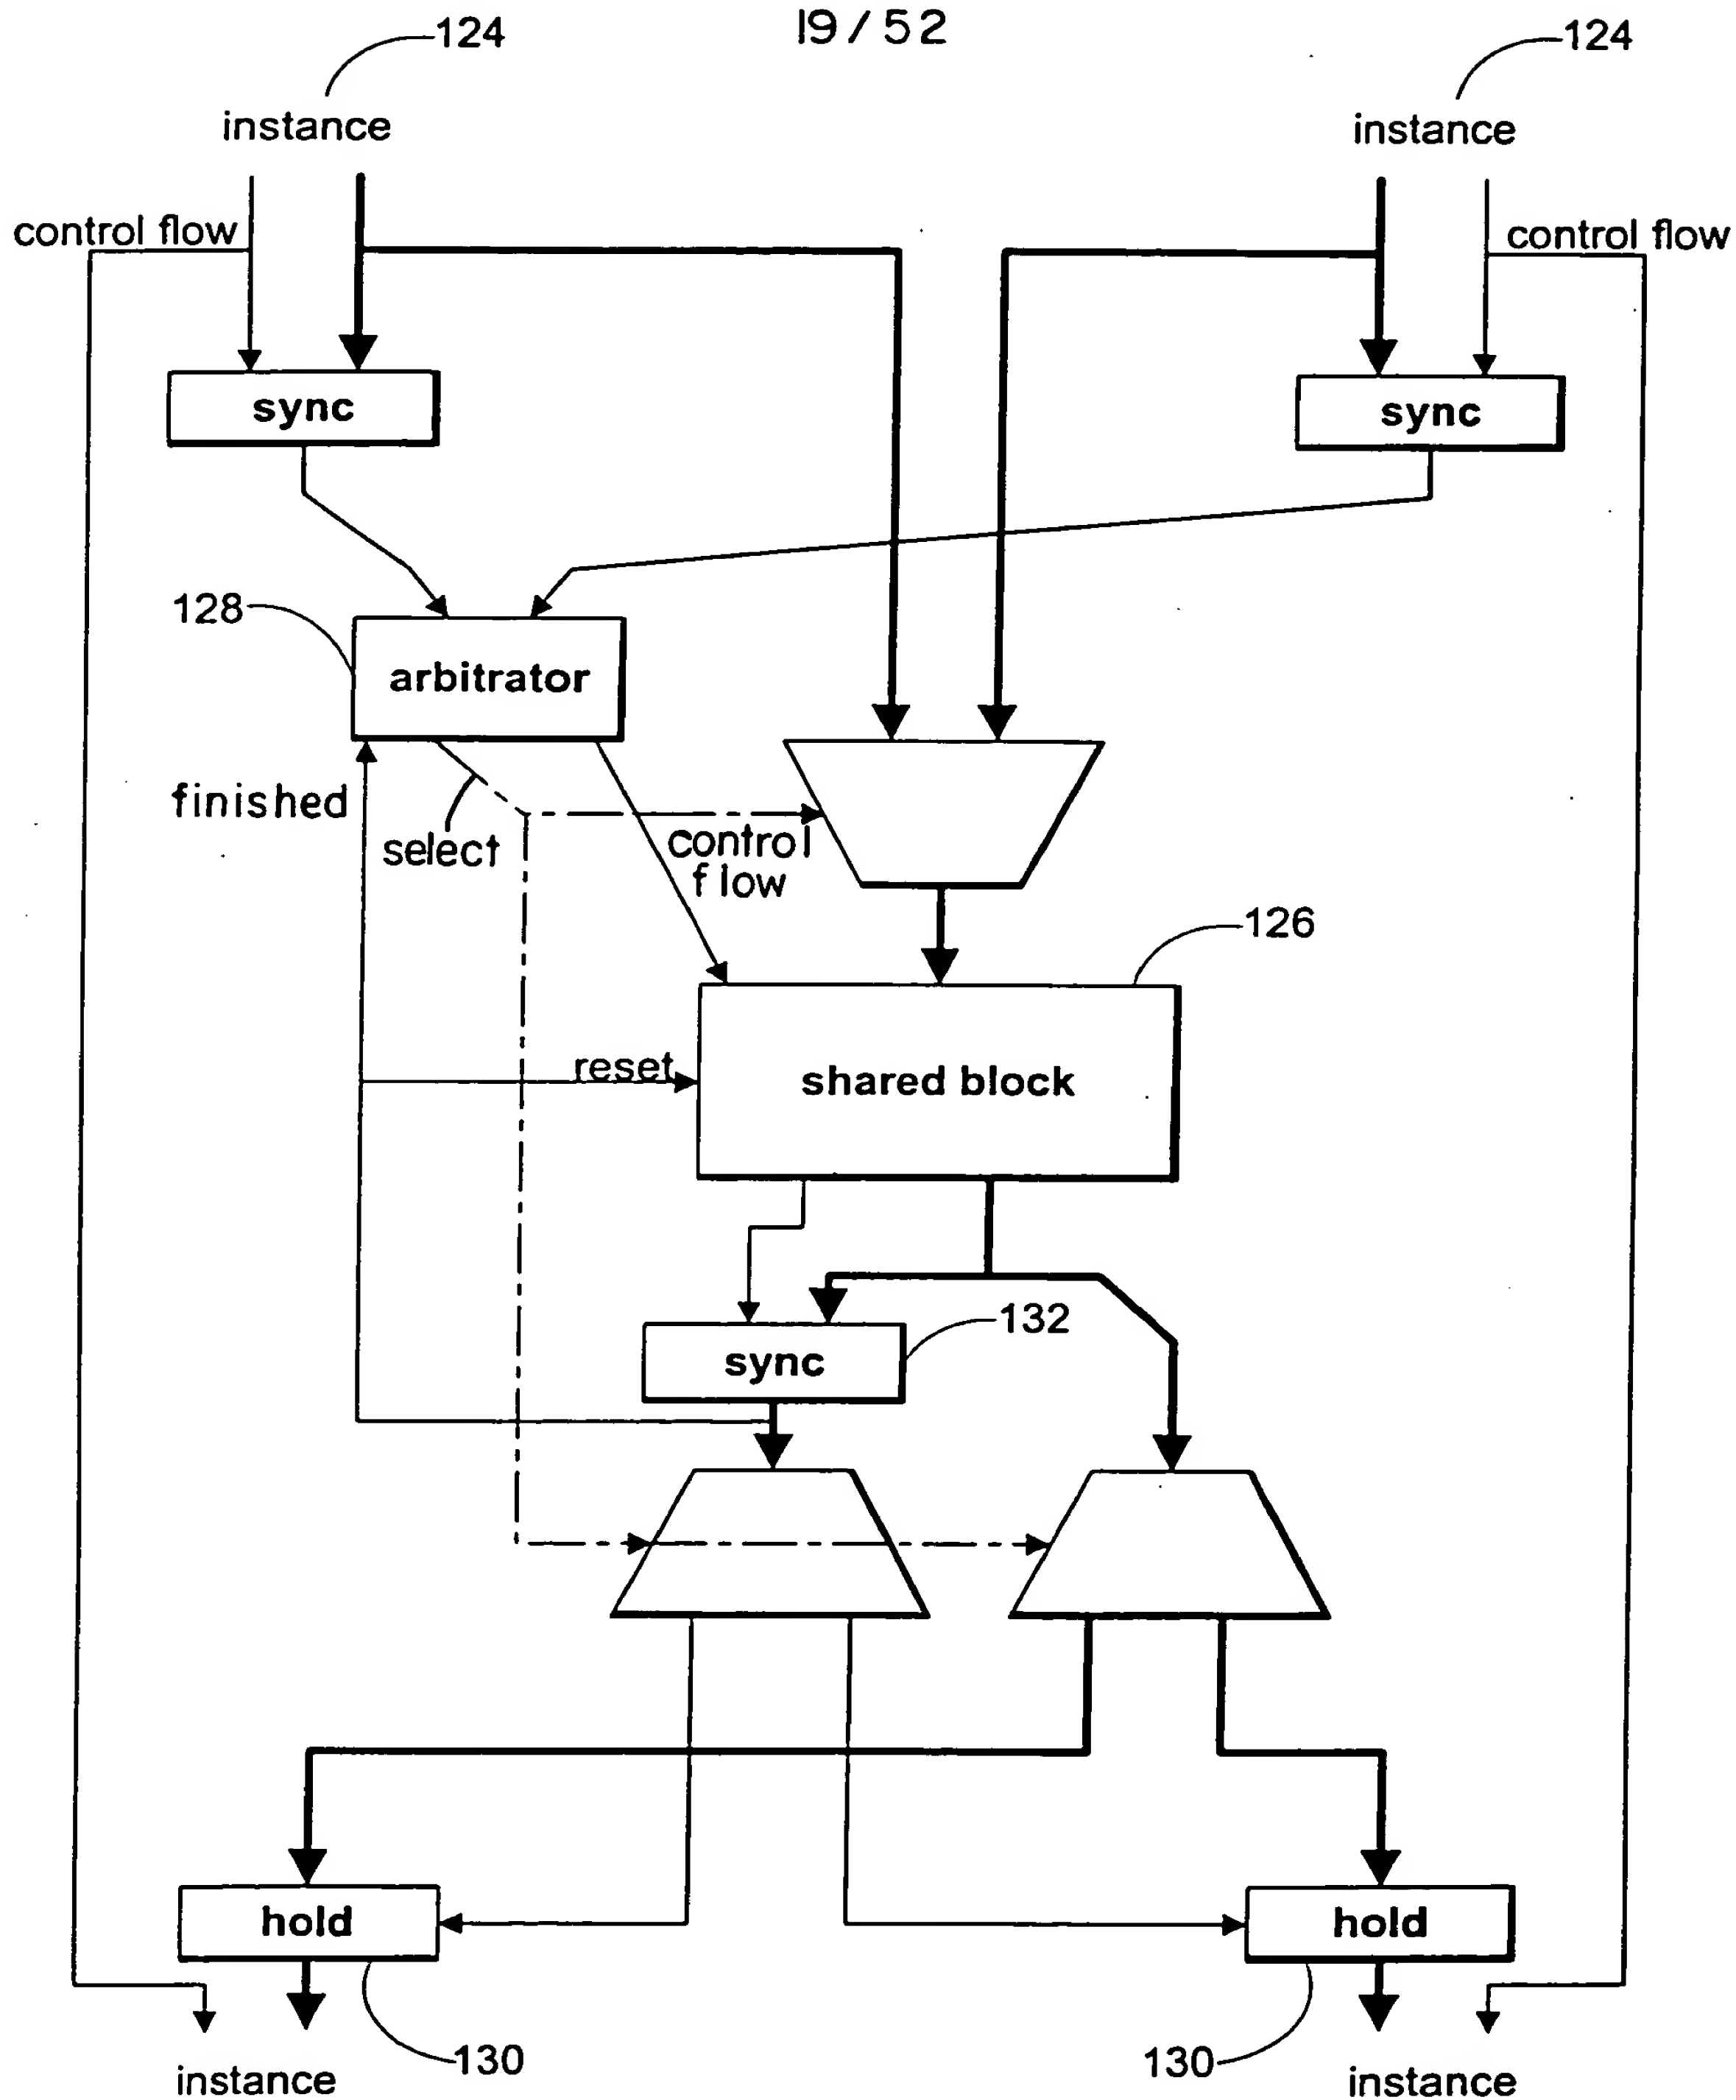 19/52
124
124
instance
instance
control flow
control flow
sync
sync
128
arbitrator
finished
select
control
flow
126
reset
shared block
132
sync
hold
hold
130
130
instance
instance